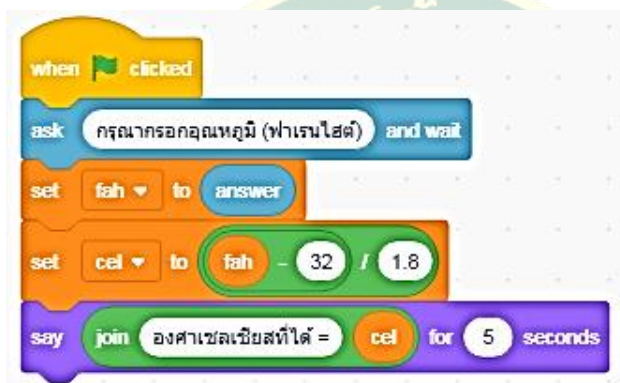 when clicked
ask กรุณากรอกอุณหภูมิ (ฟาเรนไฮต์) and wait
set fah to answer
set cel to fah - 32 / 1.8
say join องศาเซลเซียสที่ได้ = cel for 5 seconds